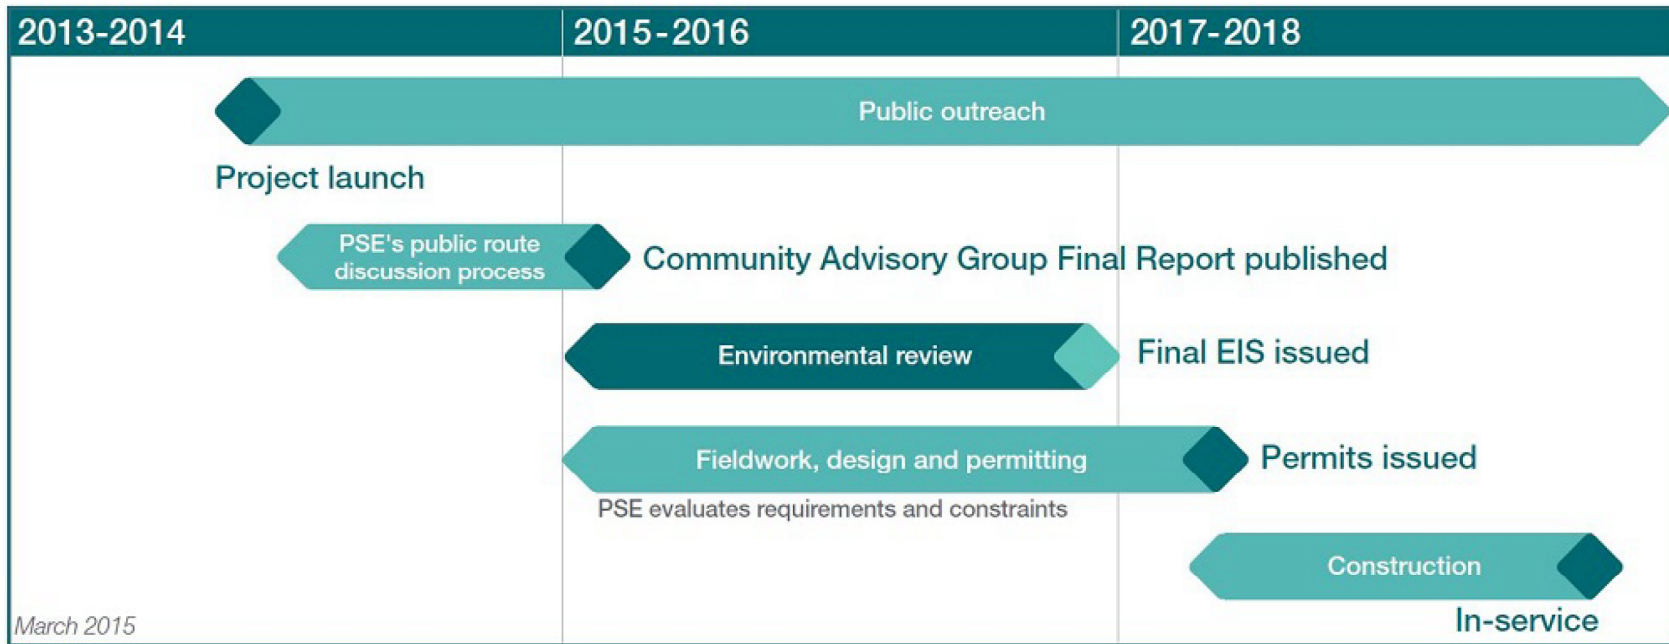 2013-2014
2015-2016
2017-2018
Public outreach
Project launch
PSE's public route
discussion process
Community Advisory Group Final Report published
Environmental review
Final EIS issued
Fieldwork, design and permitting
Permits issued
PSE evaluates requirements and constraints
Construction
In-service
March 2015